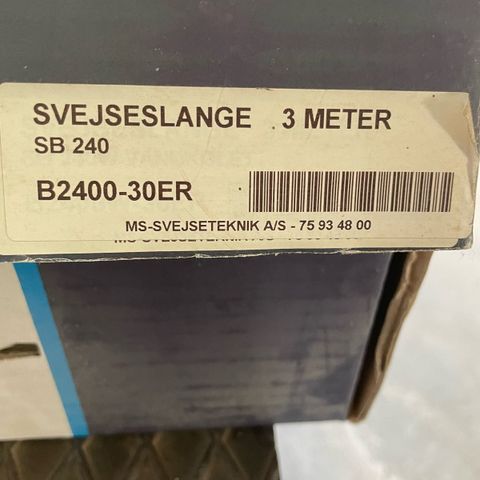 SVEJSESLANGE 3 METER
SB 240
B2400-30ER
MS-SVEJSETEKNIK A/S - 75 93 48 00